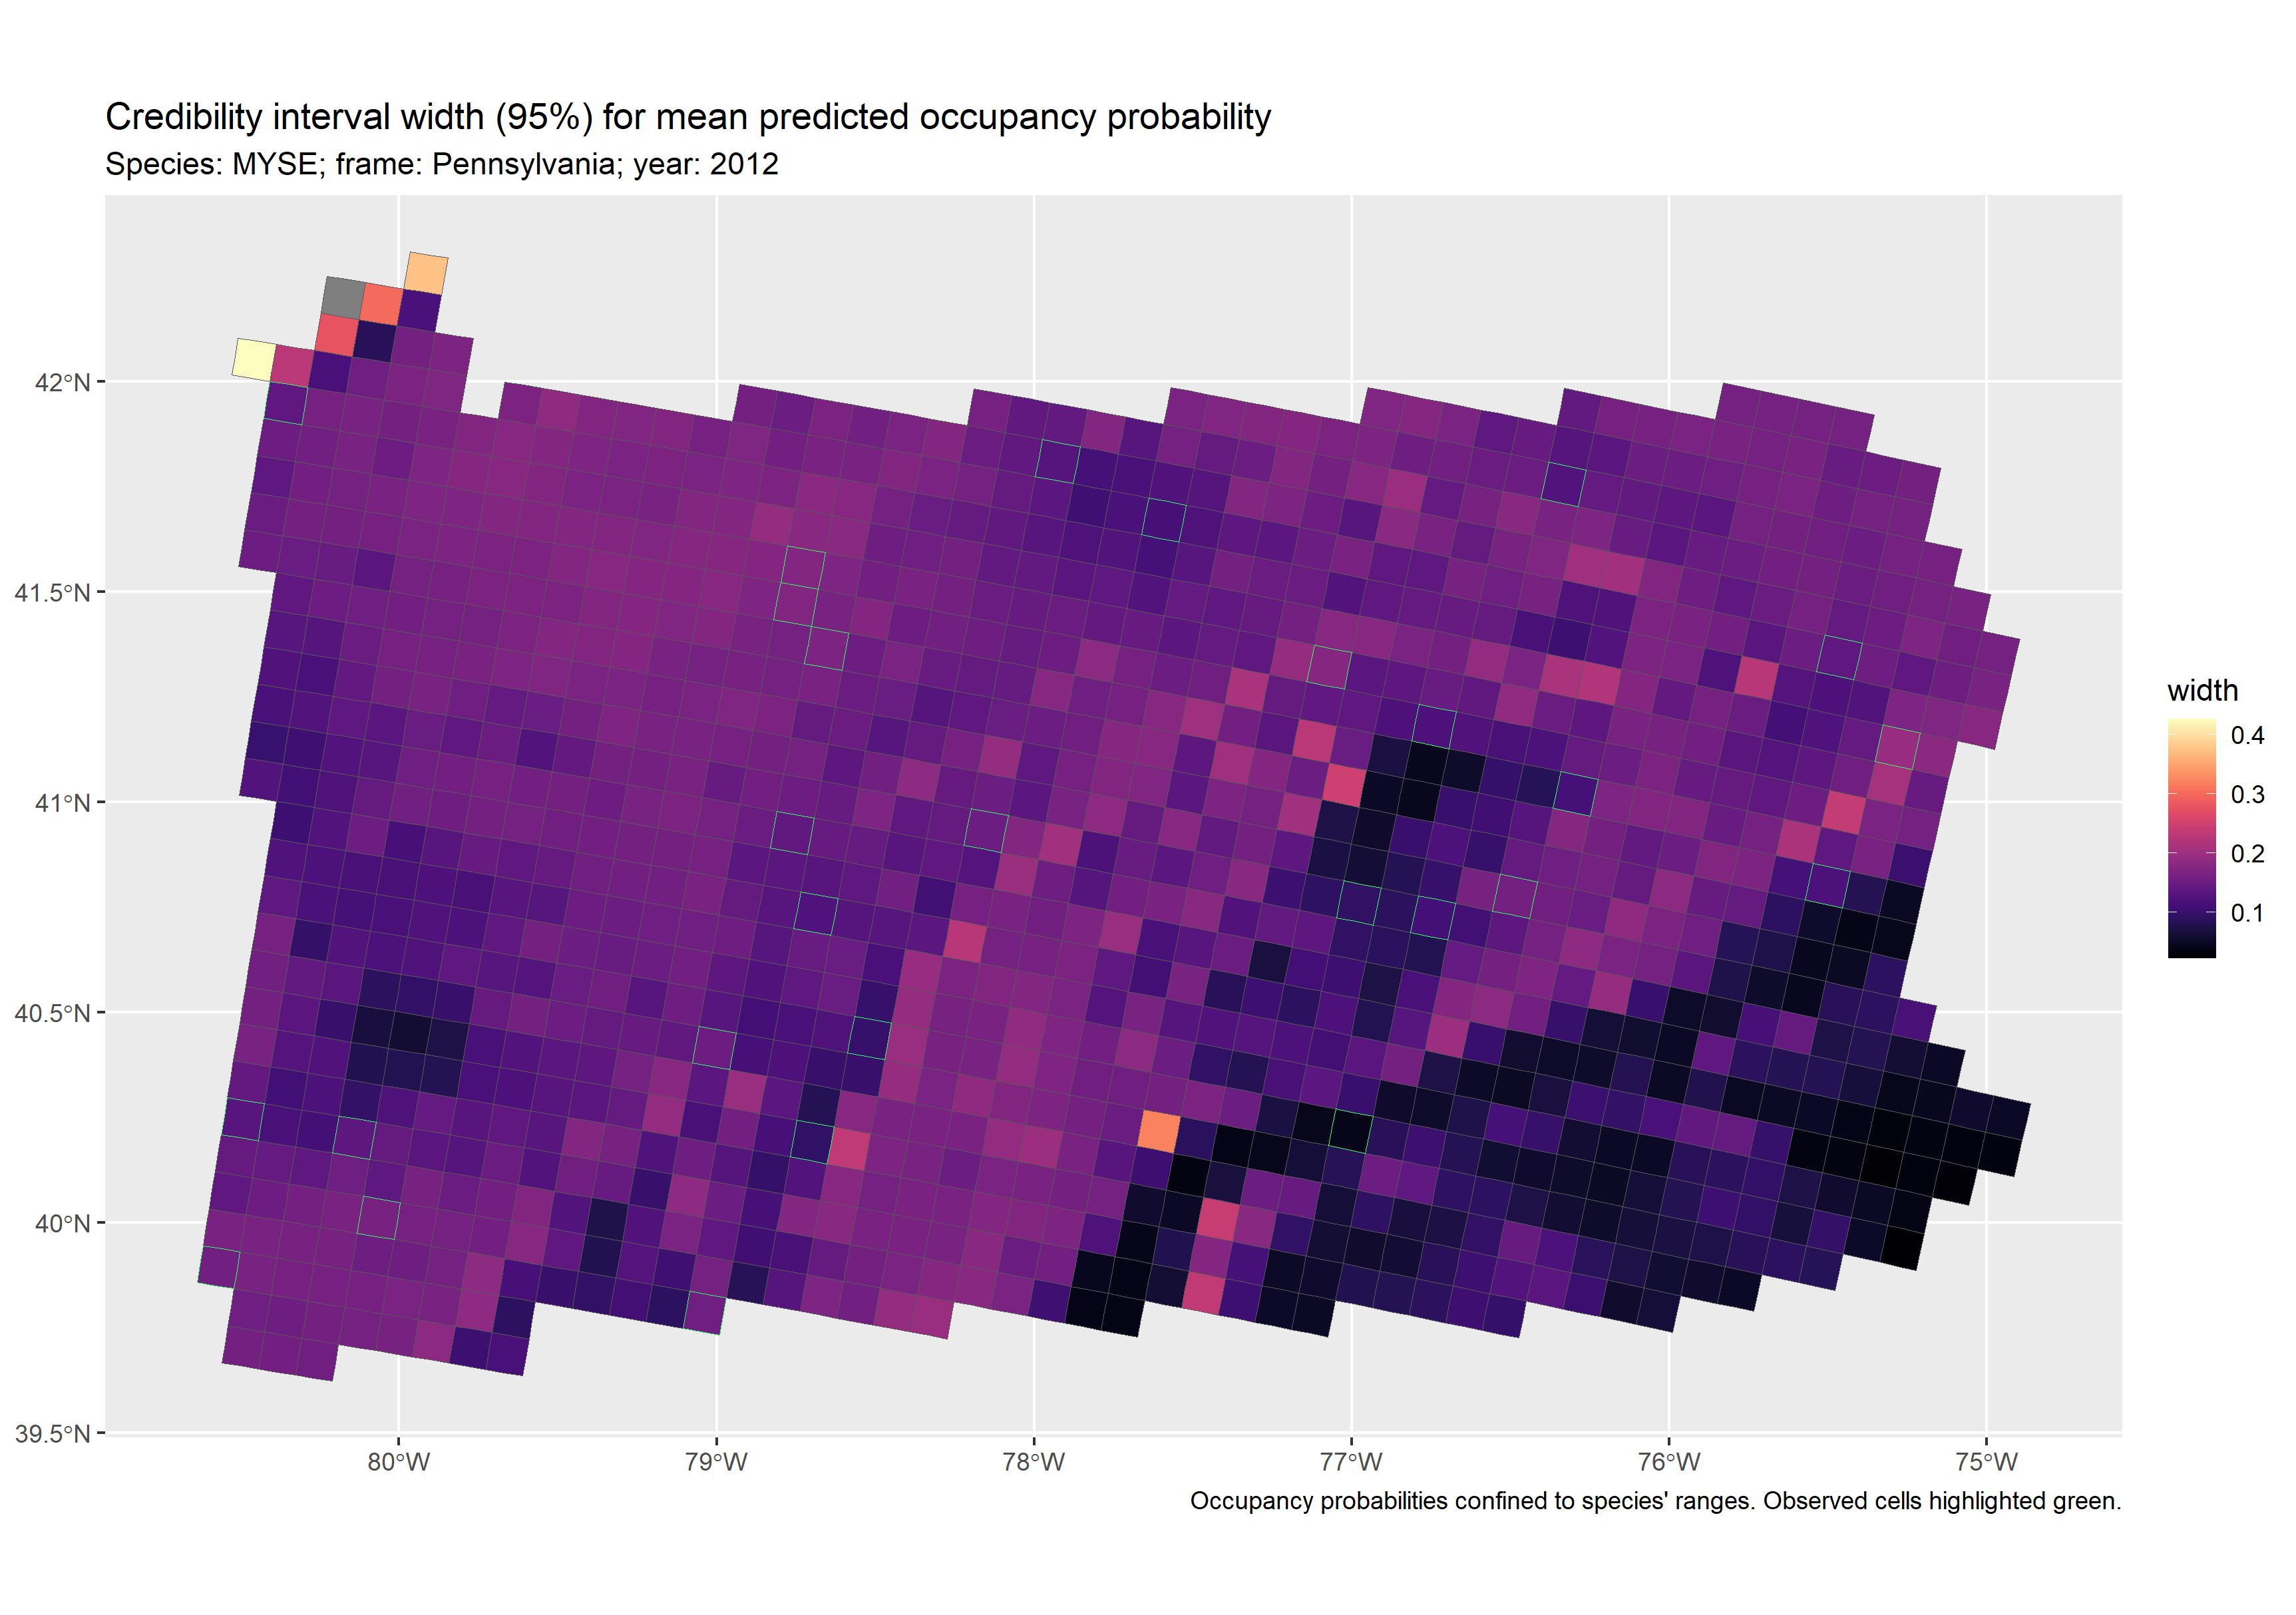 Credibility interval width (95%) for mean predicted occupancy probability
Species: MYSE; frame: Pennsylvania; year: 2012
42°N
41.5°N
41°N
40.5°N
40°N
39.5°N
80°W 79°W 78°W 77°W 76°W 75°W
width
0.4
0.3
0.2
0.1
Occupancy probabilities confined to species' ranges. Observed cells highlighted green.